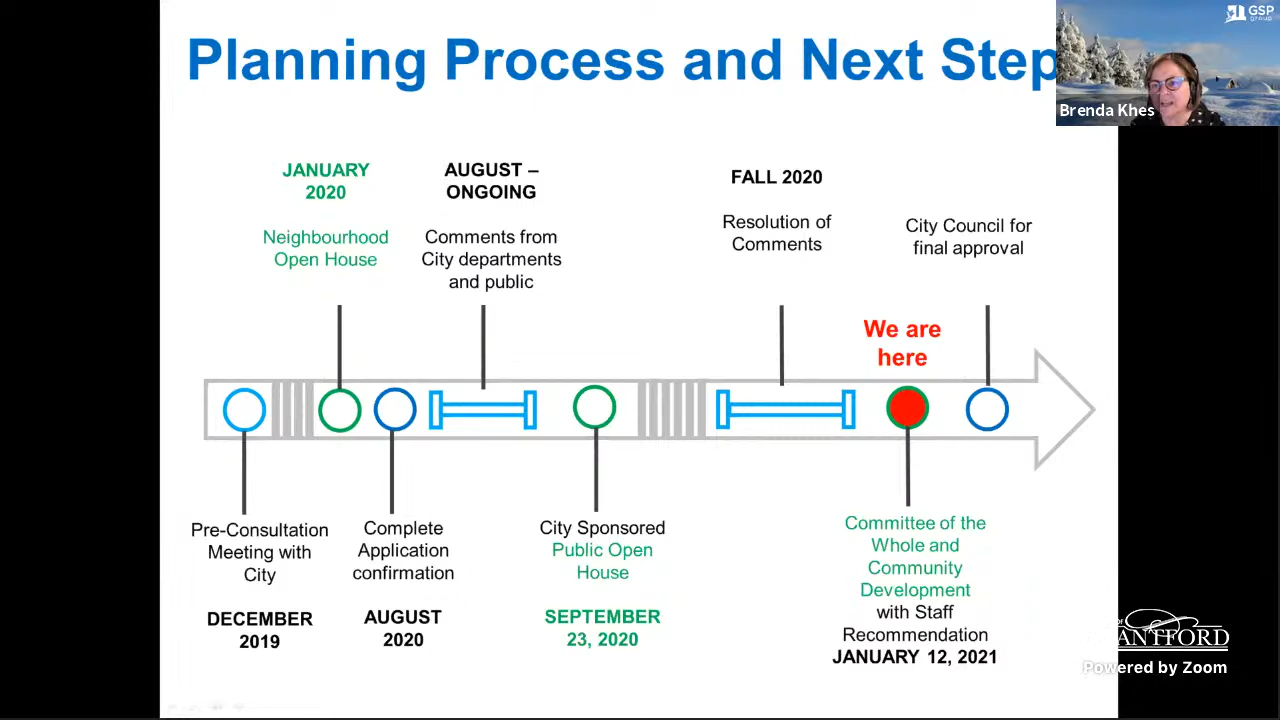 Planning Process and Next Step
GSP
group
Brenda Khes
JANUARY
2020
Neighbourhood
Open House
AUGUST –
ONGOING
Comments from
City departments
and public
FALL 2020
Resolution of
Comments
City Council for
final approval
We are
here
Pre-Consultation
Meeting with
City
DECEMBER
2019
Complete
Application
confirmation
AUGUST
2020
City Sponsored
Public Open
House
SEPTEMBER
23, 2020
Committee of the
Whole and
Community
Development
with Staff
Recommendation
JANUARY 12, 2021
ANTFORD
Powered by Zoom